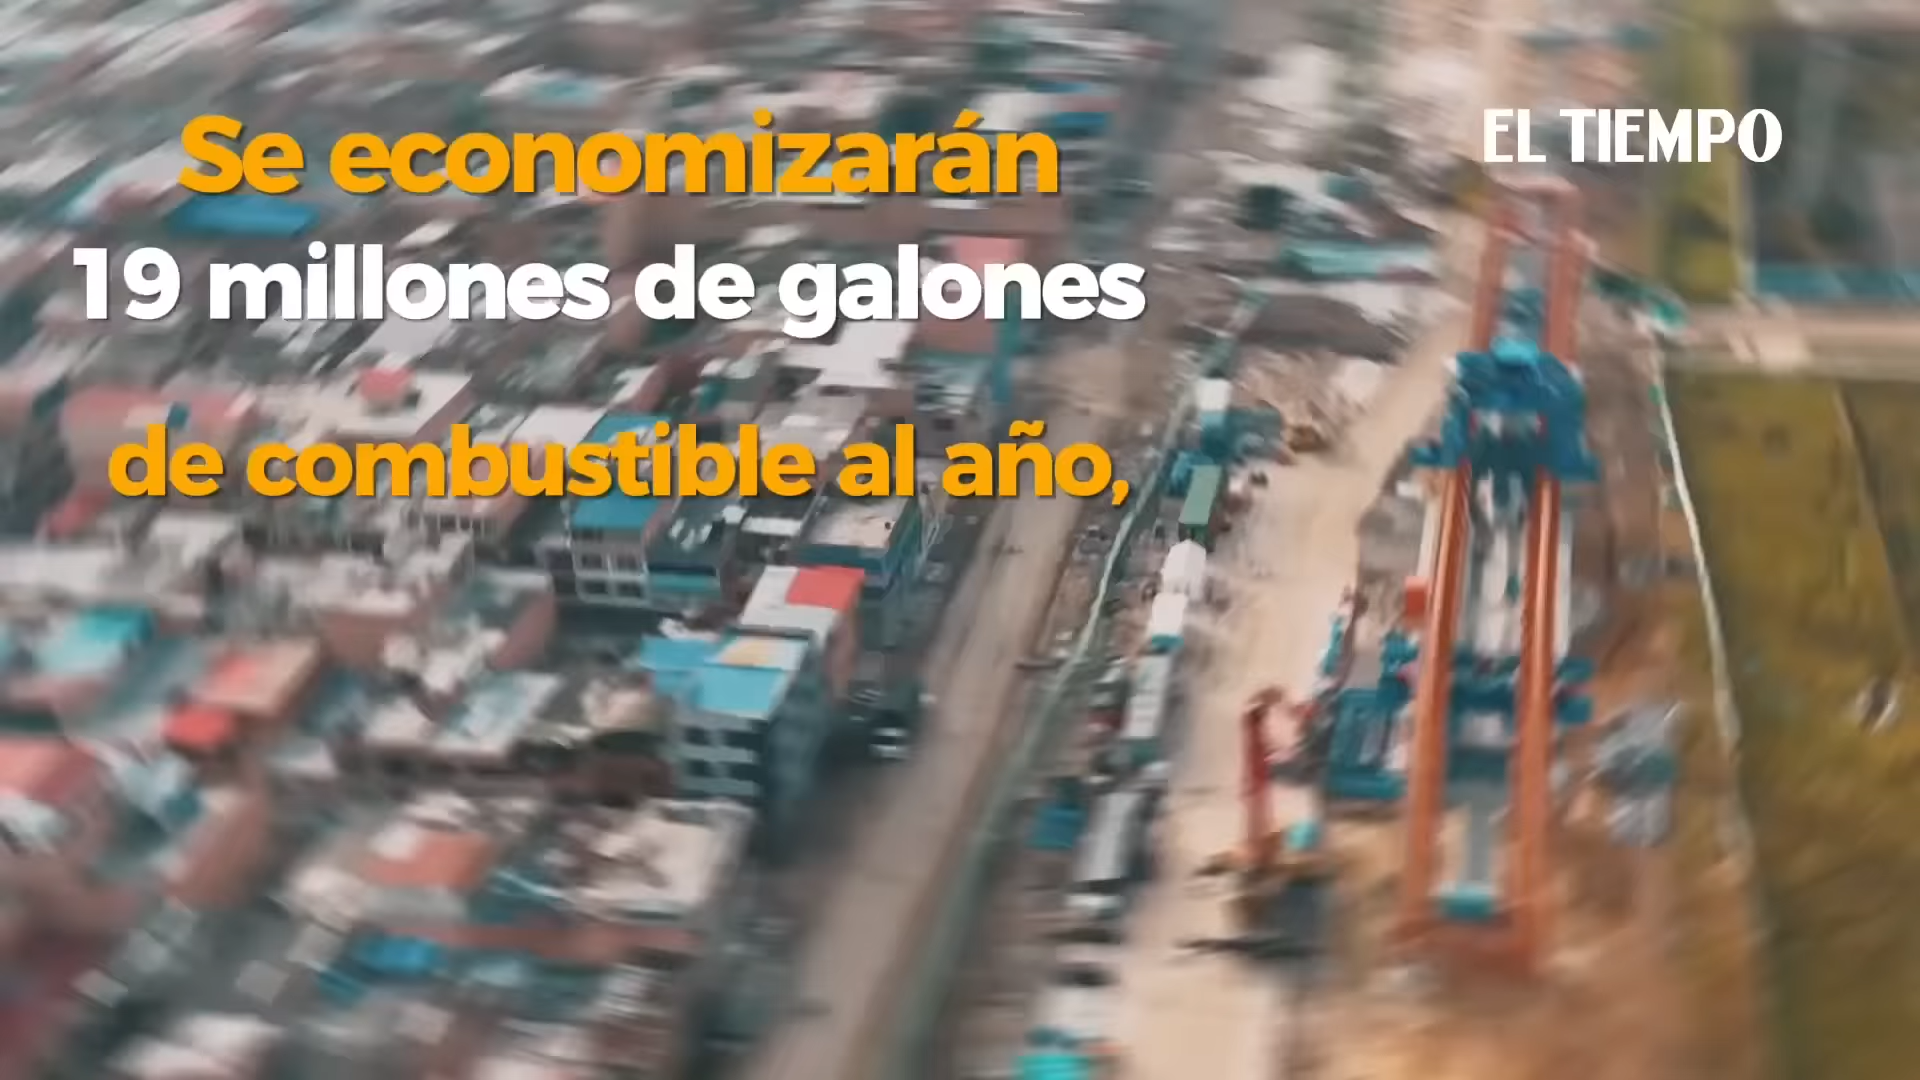 Se economizarán
EL TIEMPO
19 millones de galones
de combustible al año,